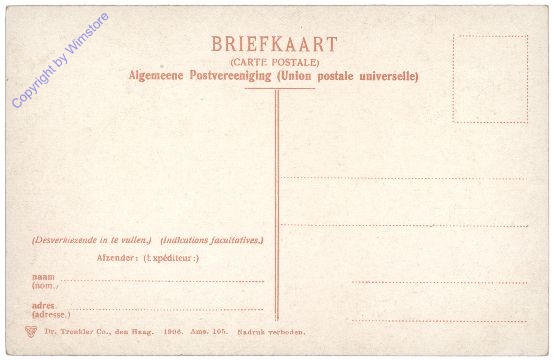 Copyright by Wimstore
BRIEFKAART
(CARTE POSTALE)
Algemeene Postvereeniging (Union postale universelle)
(Desverkiezende in te vullen.) (Indications facultatives.)
Afzender: (Expéditeur:)
naam
(nom.)
adres.
(adresse.)
Dr. Trenkler Co., den Haag. 1906. Ams. 105. Nadruk verboden.